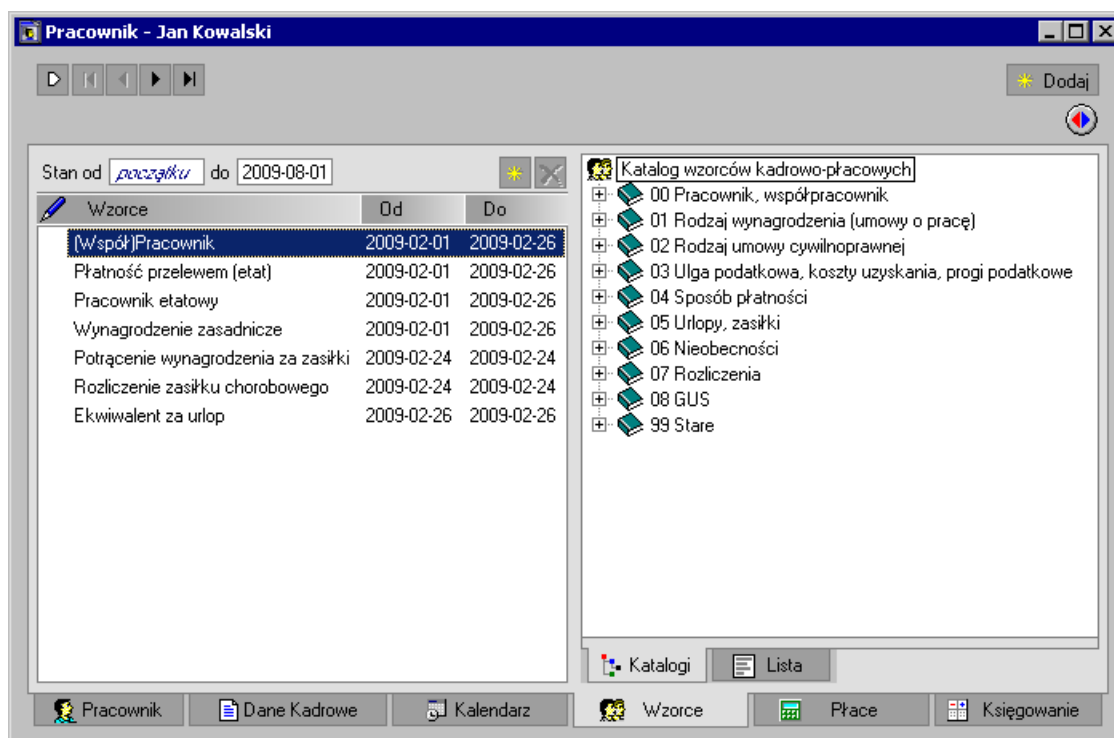 Pracownik - Jan Kowalski
Dodaj
Stan od początku do 2009-08-01
Wzorce Od Do
(Współ)Pracownik 2009-02-01 2009-02-26
Płatność przelewem (etat) 2009-02-01 2009-02-26
Pracownik etatowy 2009-02-01 2009-02-26
Wynagrodzenie zasadnicze 2009-02-01 2009-02-26
Potrącenie wynagrodzenia za zasiłki 2009-02-24 2009-02-24
Rozliczenie zasiłku chorobowego 2009-02-24 2009-02-24
Ekwiwalent za urlop 2009-02-26 2009-02-26
Katalog wzorców kadrowo-płacowych
00 Pracownik, współpracownik
01 Rodzaj wynagrodzenia (umowy o pracę)
02 Rodzaj umowy cywilnoprawnej
03 Ulga podatkowa, koszty uzyskania, progi podatkowe
04 Sposób płatności
05 Urlopy, zasiłki
06 Nieobecności
07 Rozliczenia
08 GUS
99 Stare
Katalogi Lista
Pracownik Dane Kadrowe Kalendarz Wzorce Płace Księgowanie